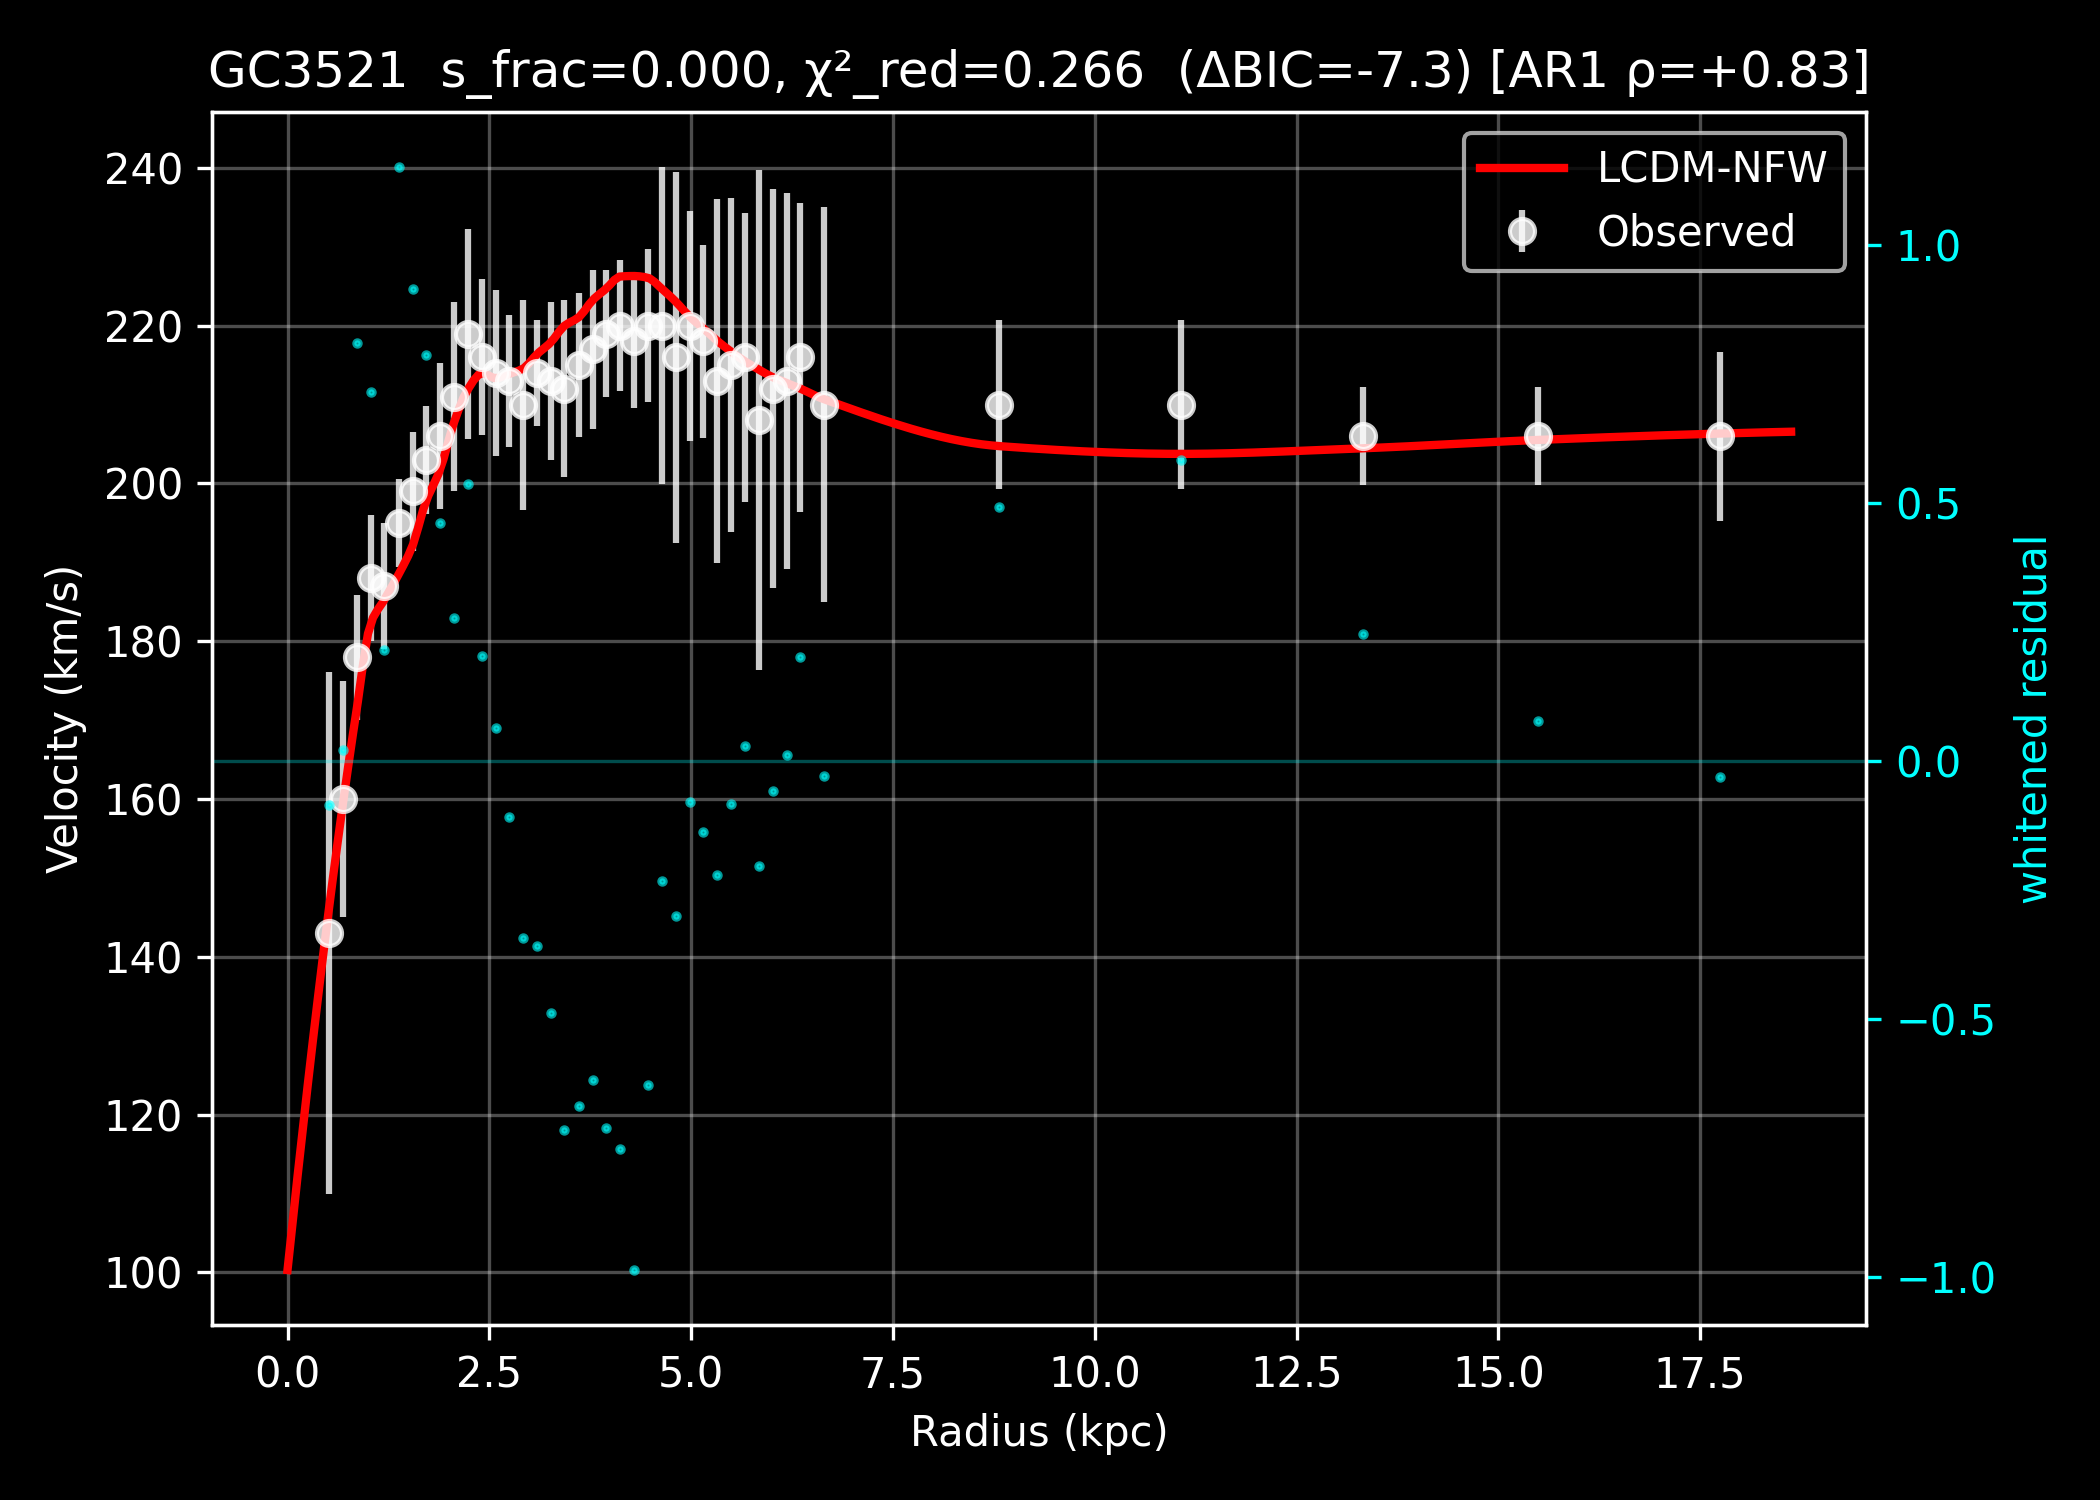 GC3521 s_frac=0.000, χ²_red=0.266 (ΔBIC=-7.3) [AR1 ρ=+0.83]
LCDM-NFW
Observed
240
220
200
180
160
140
120
100
Velocity (km/s)
1.0
0.5
0.0
−0.5
−1.0
whitened residual
0.0 2.5 5.0 7.5 10.0 12.5 15.0 17.5
Radius (kpc)